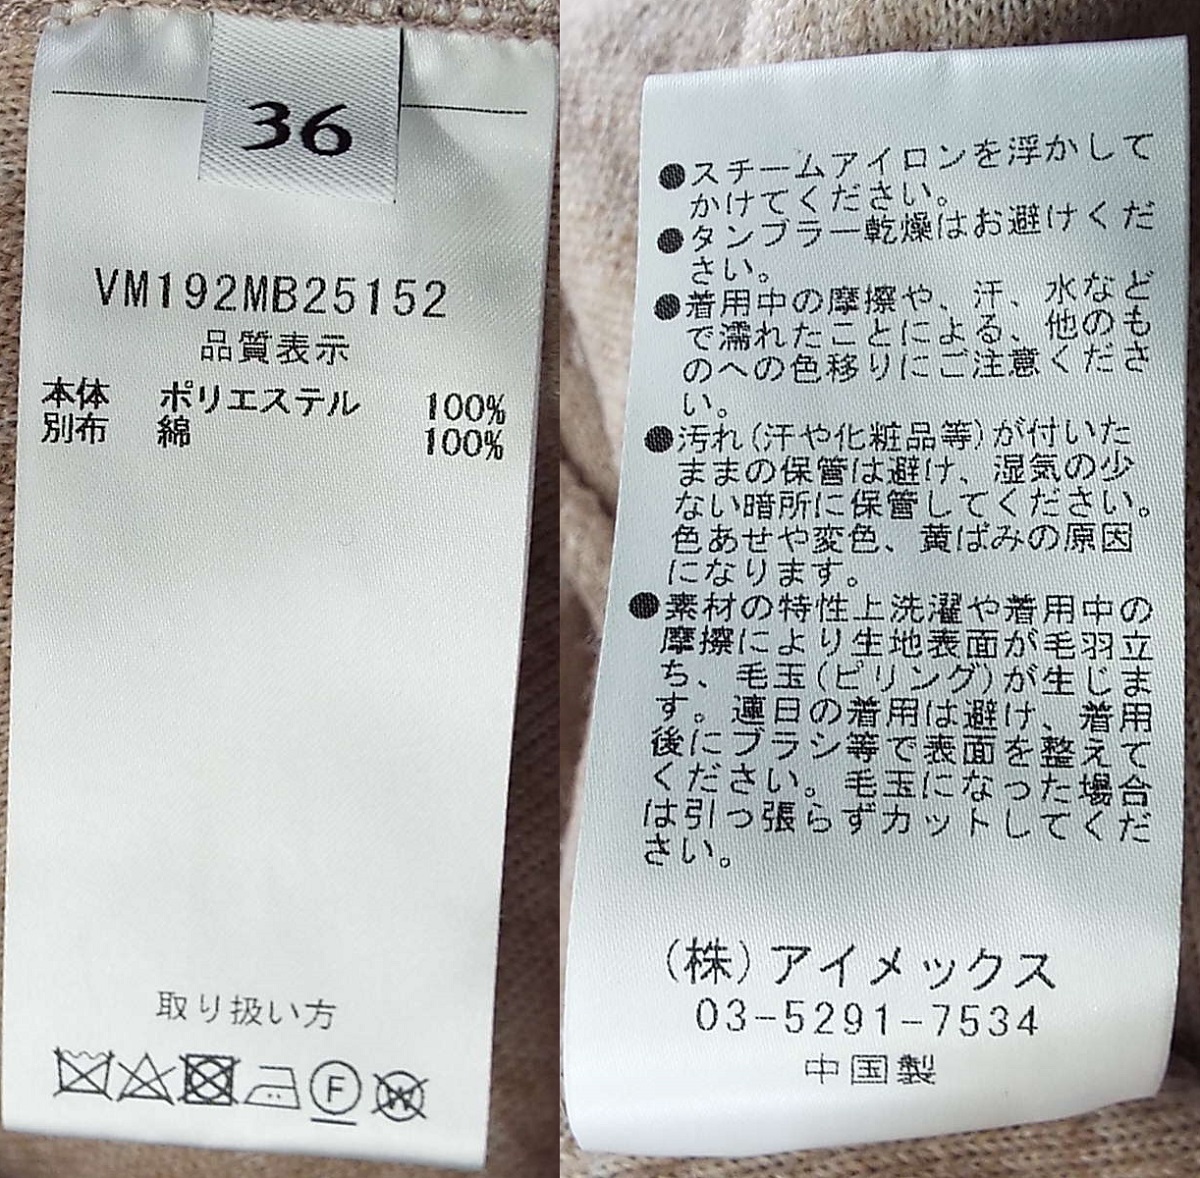 36
VM192MB25152
品質表示
本体 ポリエステル 100%
別布 綿 100%
取り扱い方
F
W
●スチームアイロンを浮かして
かけてください。
●タンブラー乾燥はお避けくだ
さい。
●着用中の摩擦や、汗、水など
で濡れたことによる、他のも
のへの色移りにご注意くださ
い。
●汚れ(汗や化粧品等)が付いた
ままの保管は避け、湿気の少
ない暗所に保管してください。
色あせや変色、黄ばみの原因
になります。
●素材の特性上洗濯や着用中の
摩擦により生地表面が毛羽立
ち、毛玉(ピリング)が生じま
す。連日の着用は避け、着用
後にブラシ等で表面を整えて
ください。毛玉になった場合
は引っ張らずカットしてくだ
さい。
(株)アイメックス
03-5291-7534
中国製